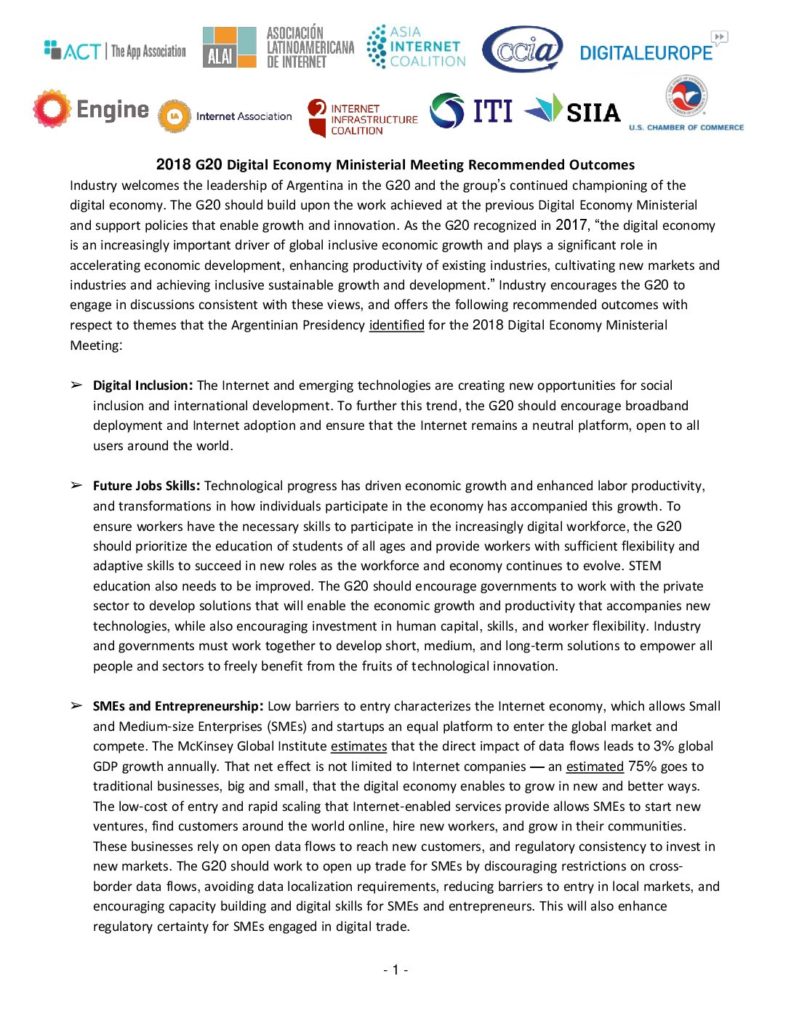 ACT | The App Association
ALAI
ASOCIACIÓN
LATINOAMERICANA
DE INTERNET
ASIA
INTERNET
COALITION
ccia
DIGITALEUROPE
Engine
IA
Internet Association
INTERNET
INFRASTRUCTURE
COALITION
ITI
SIIA
U.S. CHAMBER OF COMMERCE
2018 G20 Digital Economy Ministerial Meeting Recommended Outcomes
Industry welcomes the leadership of Argentina in the G20 and the group's continued championing of the
digital economy. The G20 should build upon the work achieved at the previous Digital Economy Ministerial
and support policies that enable growth and innovation. As the G20 recognized in 2017, “the digital economy
is an increasingly important driver of global inclusive economic growth and plays a significant role in
accelerating economic development, enhancing productivity of existing industries, cultivating new markets and
industries and achieving inclusive sustainable growth and development.” Industry encourages the G20 to
engage in discussions consistent with these views, and offers the following recommended outcomes with
respect to themes that the Argentinian Presidency identified for the 2018 Digital Economy Ministerial
Meeting:
➢ Digital Inclusion: The Internet and emerging technologies are creating new opportunities for social
inclusion and international development. To further this trend, the G20 should encourage broadband
deployment and Internet adoption and ensure that the Internet remains a neutral platform, open to all
users around the world.
➢ Future Jobs Skills: Technological progress has driven economic growth and enhanced labor productivity,
and transformations in how individuals participate in the economy has accompanied this growth. To
ensure workers have the necessary skills to participate in the increasingly digital workforce, the G20
should prioritize the education of students of all ages and provide workers with sufficient flexibility and
adaptive skills to succeed in new roles as the workforce and economy continues to evolve. STEM
education also needs to be improved. The G20 should encourage governments to work with the private
sector to develop solutions that will enable the economic growth and productivity that accompanies new
technologies, while also encouraging investment in human capital, skills, and worker flexibility. Industry
and governments must work together to develop short, medium, and long-term solutions to empower all
people and sectors to freely benefit from the fruits of technological innovation.
➢ SMEs and Entrepreneurship: Low barriers to entry characterizes the Internet economy, which allows Small
and Medium-size Enterprises (SMEs) and startups an equal platform to enter the global market and
compete. The McKinsey Global Institute estimates that the direct impact of data flows leads to 3% global
GDP growth annually. That net effect is not limited to Internet companies — an estimated 75% goes to
traditional businesses, big and small, that the digital economy enables to grow in new and better ways.
The low-cost of entry and rapid scaling that Internet-enabled services provide allows SMEs to start new
ventures, find customers around the world online, hire new workers, and grow in their communities.
These businesses rely on open data flows to reach new customers, and regulatory consistency to invest in
new markets. The G20 should work to open up trade for SMEs by discouraging restrictions on cross-
border data flows, avoiding data localization requirements, reducing barriers to entry in local markets, and
encouraging capacity building and digital skills for SMEs and entrepreneurs. This will also enhance
regulatory certainty for SMEs engaged in digital trade.
- 1 -